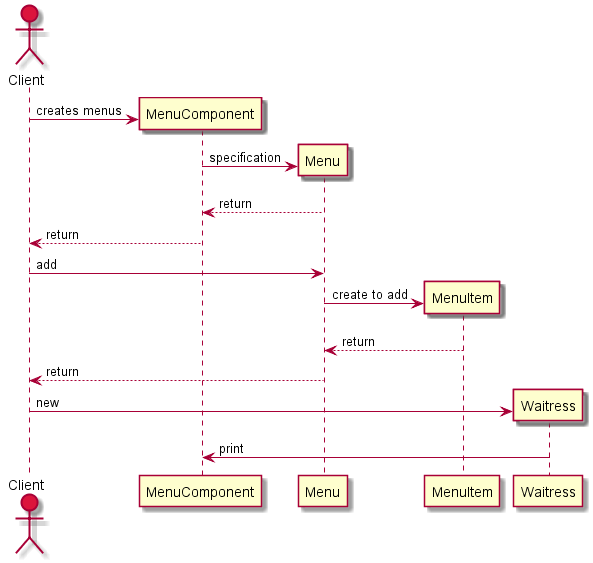 Client
creates menus
MenuComponent
specification
Menu
return
return
add
create to add
MenuItem
return
return
new
Waitress
print
Client
MenuComponent
Menu
MenuItem
Waitress